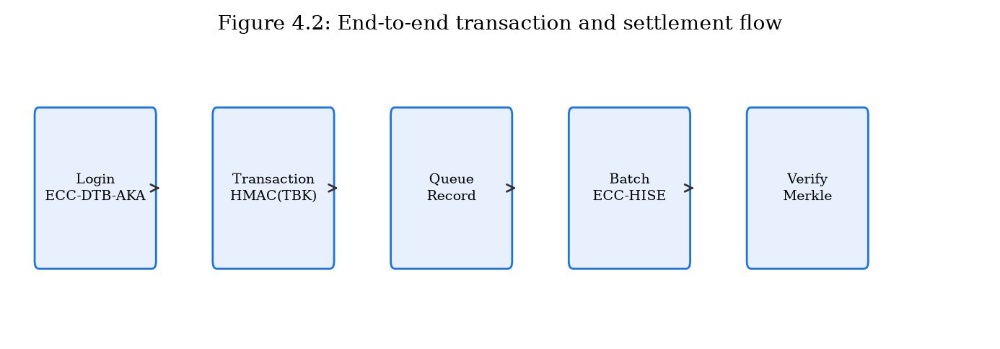 Figure 4.2: End-to-end transaction and settlement flow
Login
ECC-DTB-AKA
Transaction
HMAC(TBK)
Queue
Record
Batch
ECC-HISE
Verify
Merkle